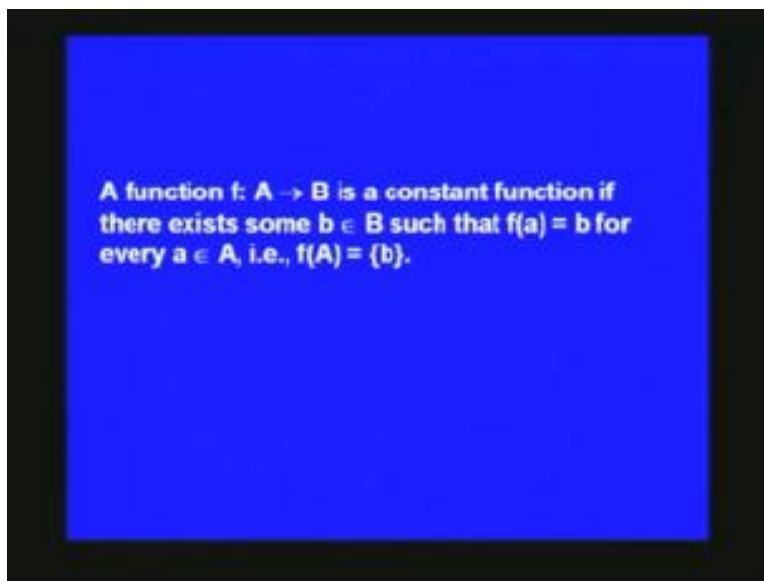 A function f: A → B is a constant function if
there exists some b ∈ B such that f(a) = b for
every a ∈ A, i.e., f(A) = {b}.